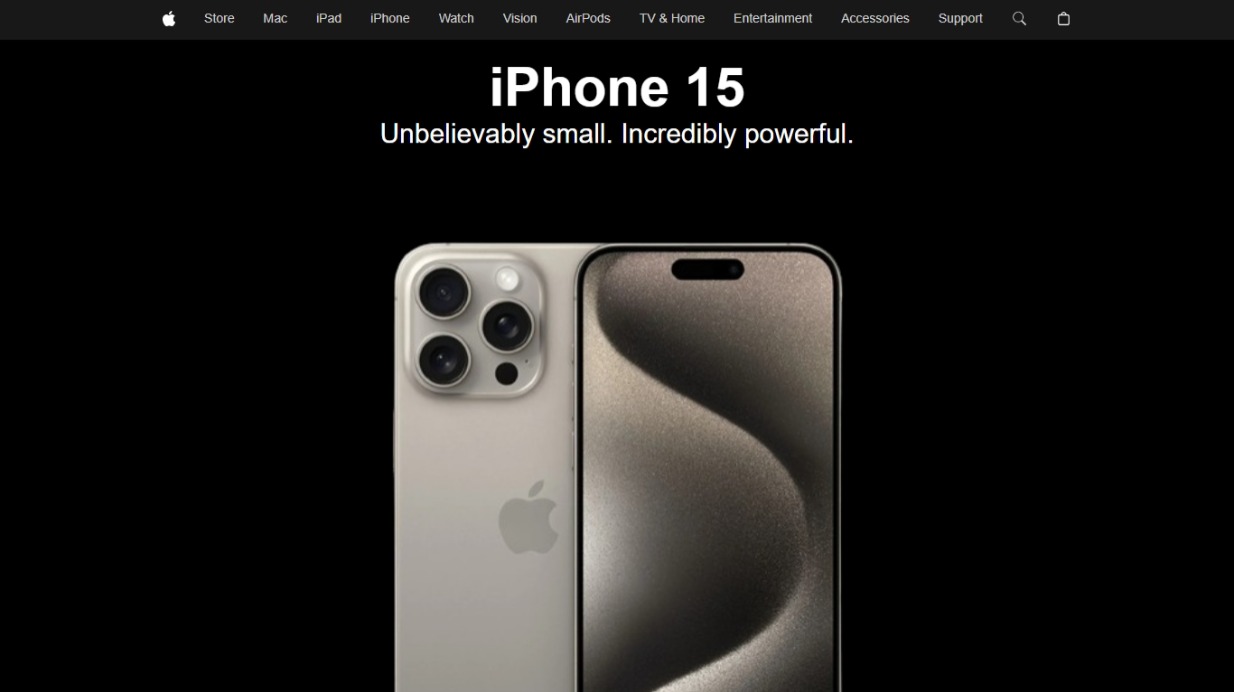 Store Mac iPad iPhone Watch Vision AirPods TV & Home Entertainment Accessories Support
iPhone 15
Unbelievably small. Incredibly powerful.